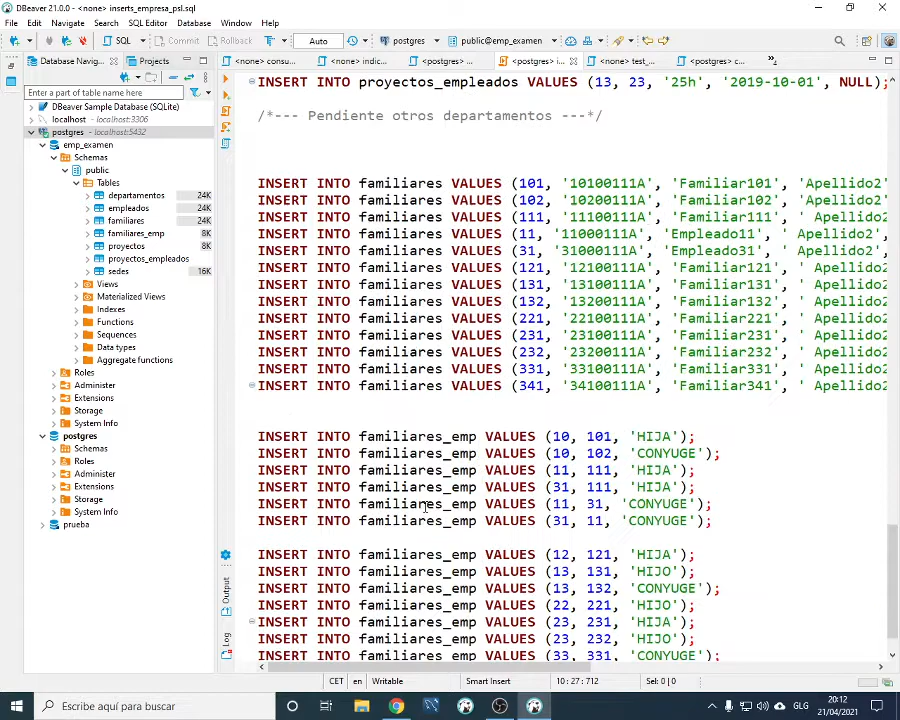 DBeaver 21.0.0 - <none> inserts_empresa_psl.sql
File Edit Navigate Search SQL Editor Database Window Help
SQL Commit Rollback Auto postgres public@emp_examen
Database Navig... Projects <none> consu... <none> indic... <postgres> ... <postgres> i... <none> test_... <postgres> c...
Enter a part of table name here
DBeaver Sample Database (SQLite)
localhost - localhost:3306
postgres - localhost:5432
emp_examen
Schemas
public
Tables
departamentos 24K
empleados 24K
familiares 24K
familiares_emp 8K
proyectos 8K
proyectos_empleados
sedes 16K
Views
Materialized Views
Indexes
Functions
Sequences
Data types
Aggregate functions
Roles
Administer
Extensions
Storage
System Info
postgres
Schemas
Roles
Administer
Extensions
Storage
System Info
prueba
Output
Log
INSERT INTO proyectos_empleados VALUES (13, 23, '25h', '2019-10-01', NULL);
/*--- Pendiente otros departamentos ---*/
INSERT INTO familiares VALUES (101, '10100111A', 'Familiar101', 'Apellido2
INSERT INTO familiares VALUES (102, '10200111A', 'Familiar102', 'Apellido2
INSERT INTO familiares VALUES (111, '11100111A', 'Familiar111', ' Apellido2
INSERT INTO familiares VALUES (11, '11000111A', 'Empleado11', ' Apellido2',
INSERT INTO familiares VALUES (31, '31000111A', 'Empleado31', ' Apellido2',
INSERT INTO familiares VALUES (121, '12100111A', 'Familiar121', ' Apellido2
INSERT INTO familiares VALUES (131, '13100111A', 'Familiar131', ' Apellido2
INSERT INTO familiares VALUES (132, '13200111A', 'Familiar132', ' Apellido2
INSERT INTO familiares VALUES (221, '22100111A', 'Familiar221', ' Apellido2
INSERT INTO familiares VALUES (231, '23100111A', 'Familiar231', ' Apellido2
INSERT INTO familiares VALUES (232, '23200111A', 'Familiar232', ' Apellido2
INSERT INTO familiares VALUES (331, '33100111A', 'Familiar331', ' Apellido2
INSERT INTO familiares VALUES (341, '34100111A', 'Familiar341', ' Apellido2
INSERT INTO familiares_emp VALUES (10, 101, 'HIJA');
INSERT INTO familiares_emp VALUES (10, 102, 'CONYUGE');
INSERT INTO familiares_emp VALUES (11, 111, 'HIJA');
INSERT INTO familiares_emp VALUES (31, 111, 'HIJA');
INSERT INTO familiares_emp VALUES (11, 31, 'CONYUGE');
INSERT INTO familiares_emp VALUES (31, 11, 'CONYUGE');
INSERT INTO familiares_emp VALUES (12, 121, 'HIJA');
INSERT INTO familiares_emp VALUES (13, 131, 'HIJO');
INSERT INTO familiares_emp VALUES (13, 132, 'CONYUGE');
INSERT INTO familiares_emp VALUES (22, 221, 'HIJO');
INSERT INTO familiares_emp VALUES (23, 231, 'HIJA');
INSERT INTO familiares_emp VALUES (23, 232, 'HIJO');
INSERT INTO familiares_emp VALUES (33, 331, 'CONYUGE');
CET en Writable Smart Insert 10 : 27 : 712 Sel: 0 | 0
Escribe aquí para buscar GLG 20:12
21/04/2021